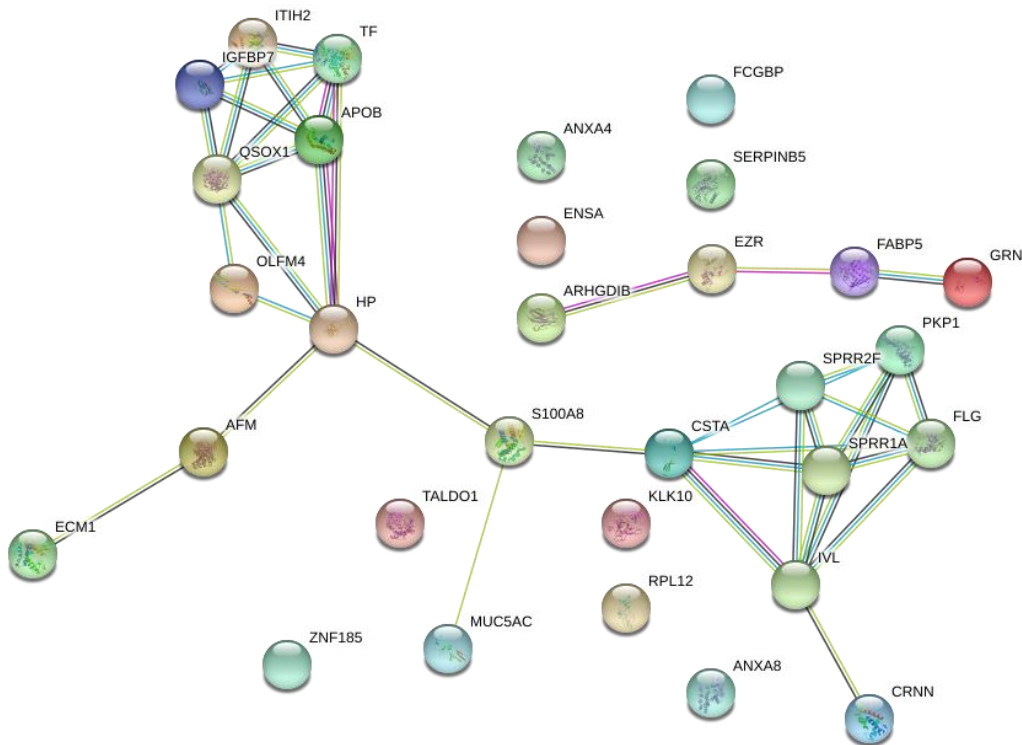 ITIH2
TF
IGFBP7
FCGBP
APOB
ANXA4
QSOX1
SERPINB5
ENSA
EZR
FABP5
GRN
OLFM4
ARHGDIB
HP
PKP1
SPRR2F
S100A8
CSTA
FLG
AFM
SPRR1A
TALDO1
KLK10
ECM1
IVL
RPL12
MUC5AC
ZNF185
ANXA8
CRNN